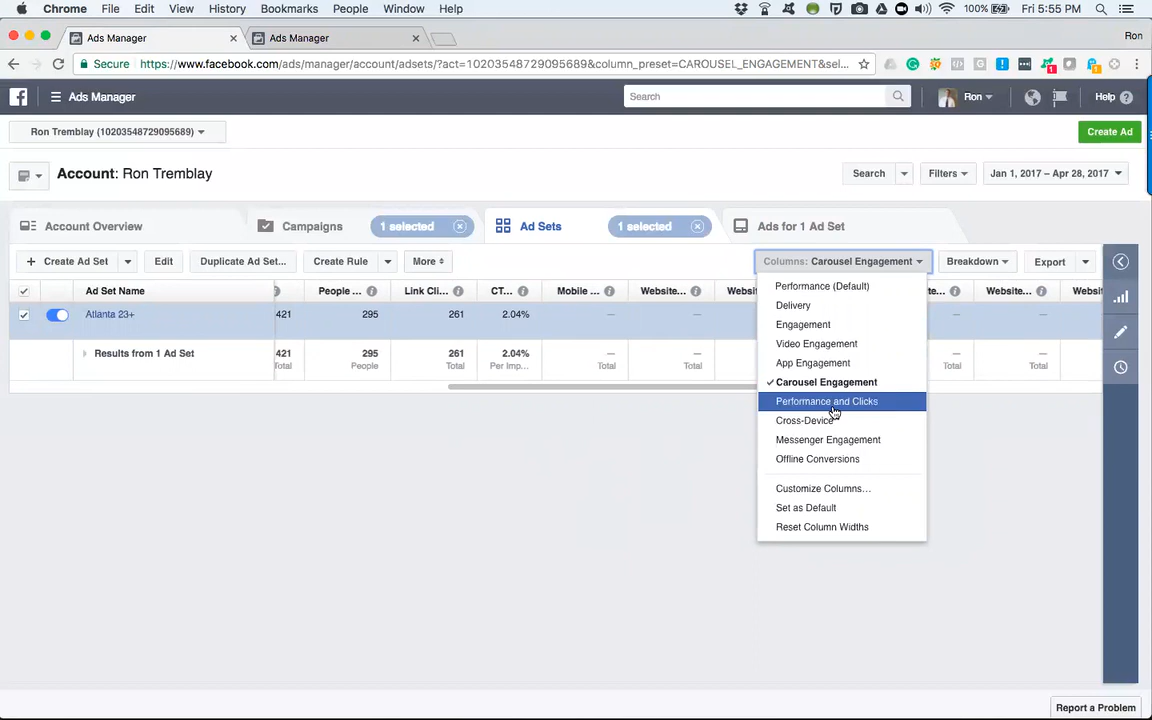 Chrome File Edit View History Bookmarks People Window Help 100% Fri 5:55 PM
Ads Manager Ads Manager Ron
Secure https://www.facebook.com/ads/manager/account/adsets/?act=10203548729095689&column_preset=CAROUSEL_ENGAGEMENT&sel...
Ads Manager Search Ron Help
Ron Tremblay (10203548729095689) Create Ad
Account: Ron Tremblay Search Filters Jan 1, 2017 – Apr 28, 2017
Account Overview Campaigns 1 selected Ad Sets 1 selected Ads for 1 Ad Set
+ Create Ad Set Edit Duplicate Ad Set... Create Rule More Columns: Carousel Engagement Breakdown Export
Ad Set Name People ... Link Cli... CT... Mobile ... Website... Websi te... Website... Websi
Atlanta 23+ 421 295 261 2.04% — — — — —
Results from 1 Ad Set 421 295 261 2.04% — — — — —
Total People Total Per Imp... Total Total Total Total
Performance (Default)
Delivery
Engagement
Video Engagement
App Engagement
✓ Carousel Engagement
Performance and Clicks
Cross-Device
Messenger Engagement
Offline Conversions
Customize Columns...
Set as Default
Reset Column Widths
Report a Problem